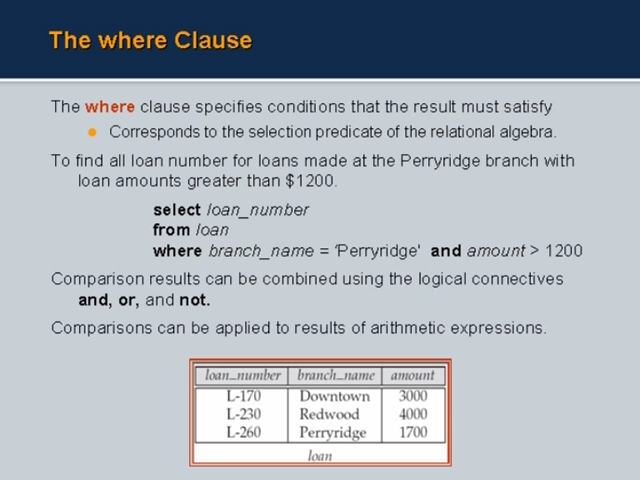 The where Clause
The where clause specifies conditions that the result must satisfy
Corresponds to the selection predicate of the relational algebra.
To find all loan number for loans made at the Perryridge branch with
loan amounts greater than $1200.
select loan_number
from loan
where branch_name = 'Perryridge' and amount > 1200
Comparison results can be combined using the logical connectives
and, or, and not.
Comparisons can be applied to results of arithmetic expressions.
loan_number branch_name amount
L-170 Downtown 3000
L-230 Redwood 4000
L-260 Perryridge 1700
loan